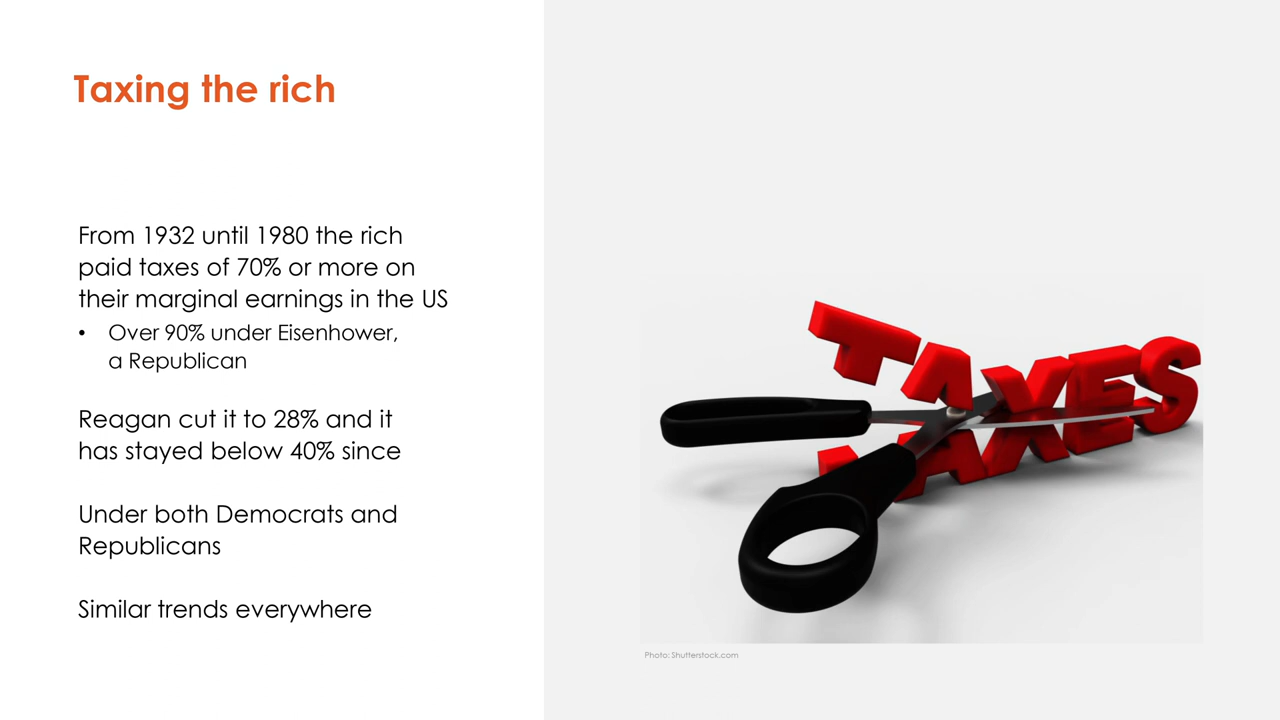 Taxing the rich
From 1932 until 1980 the rich
paid taxes of 70% or more on
their marginal earnings in the US
• Over 90% under Eisenhower,
a Republican
Reagan cut it to 28% and it
has stayed below 40% since
Under both Democrats and
Republicans
Similar trends everywhere
TAXES
Photo: Shutterstock.com